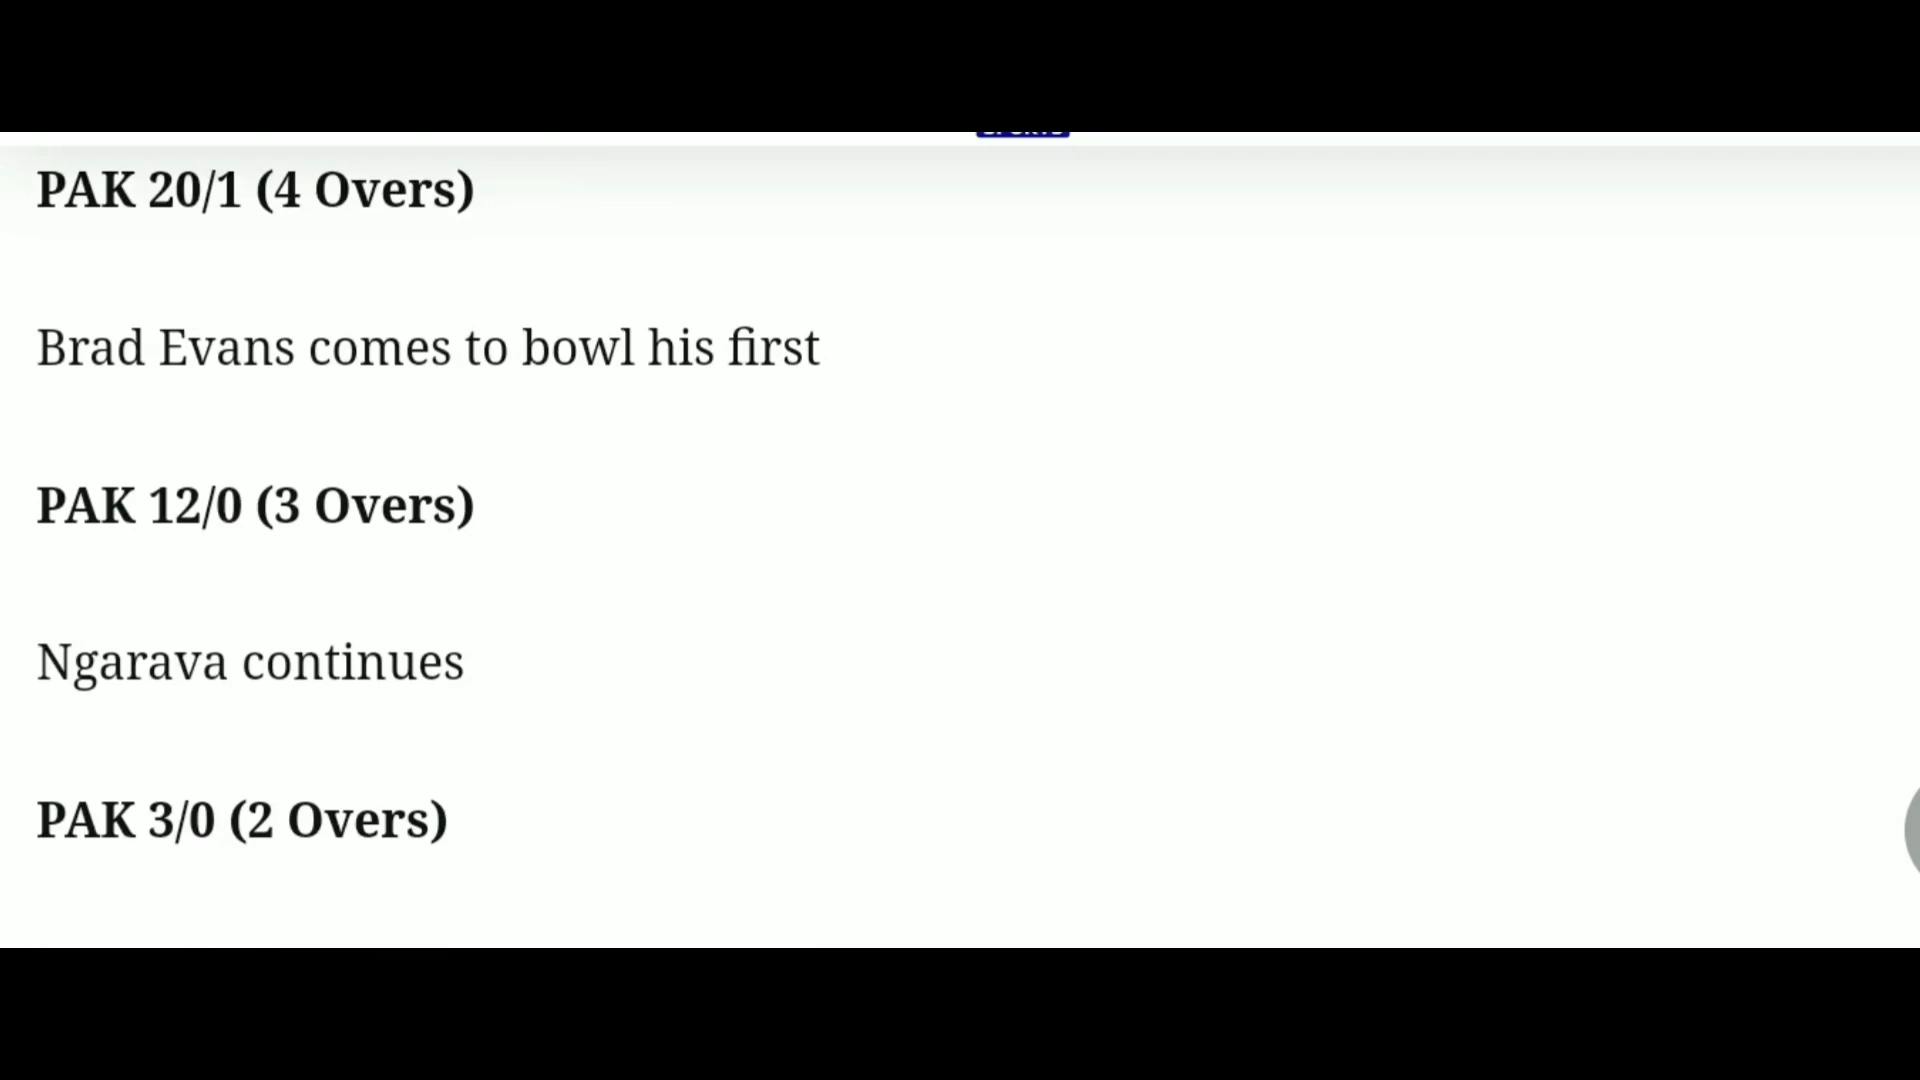 PAK 20/1 (4 Overs)
Brad Evans comes to bowl his first
PAK 12/0 (3 Overs)
Ngarava continues
PAK 3/0 (2 Overs)